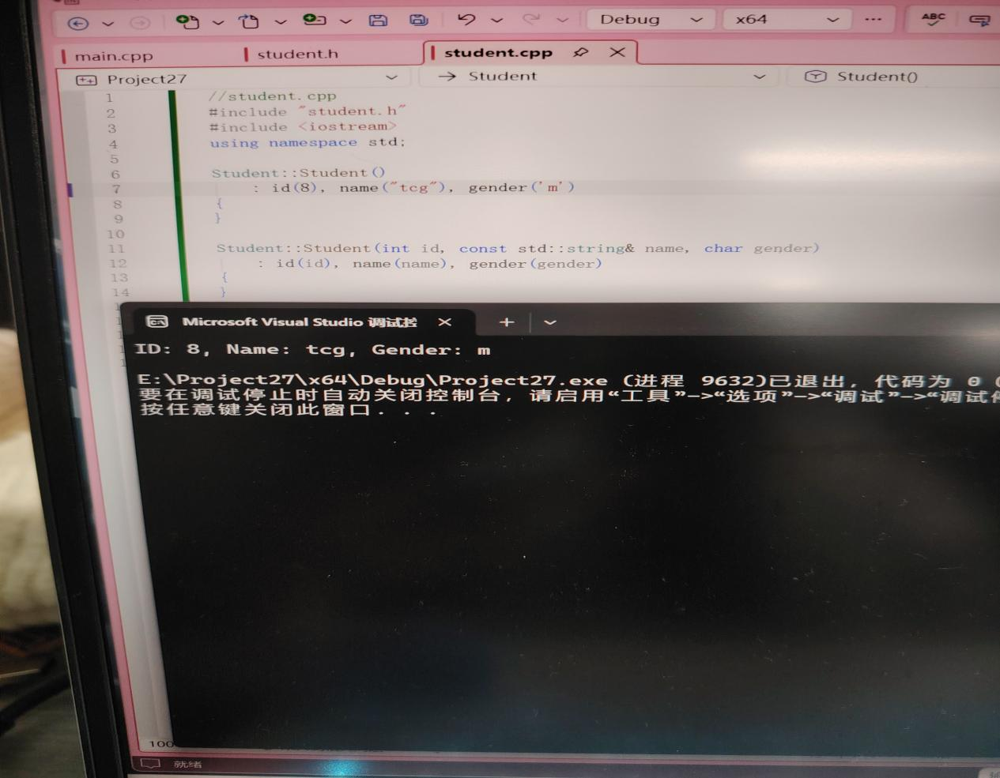 Debug x64 ... ABC
main.cpp student.h student.cpp
Project27 Student Student()
1 //student.cpp
2 #include "student.h"
3 #include <iostream>
4 using namespace std;
5
6 Student::Student()
7 : id(8), name("tcg"), gender('m')
8 {
9 }
10
11 Student::Student(int id, const std::string& name, char gender)
12 : id(id), name(name), gender(gender)
13 {
14 }
Microsoft Visual Studio 调试控
ID: 8, Name: tcg, Gender: m
E:\Project27\x64\Debug\Project27.exe (进程 9632)已退出，代码为 0 (
要在调试停止时自动关闭控制台，请启用“工具”->“选项”->“调试”->“调试停
按任意键关闭此窗口. . .
100
就绪